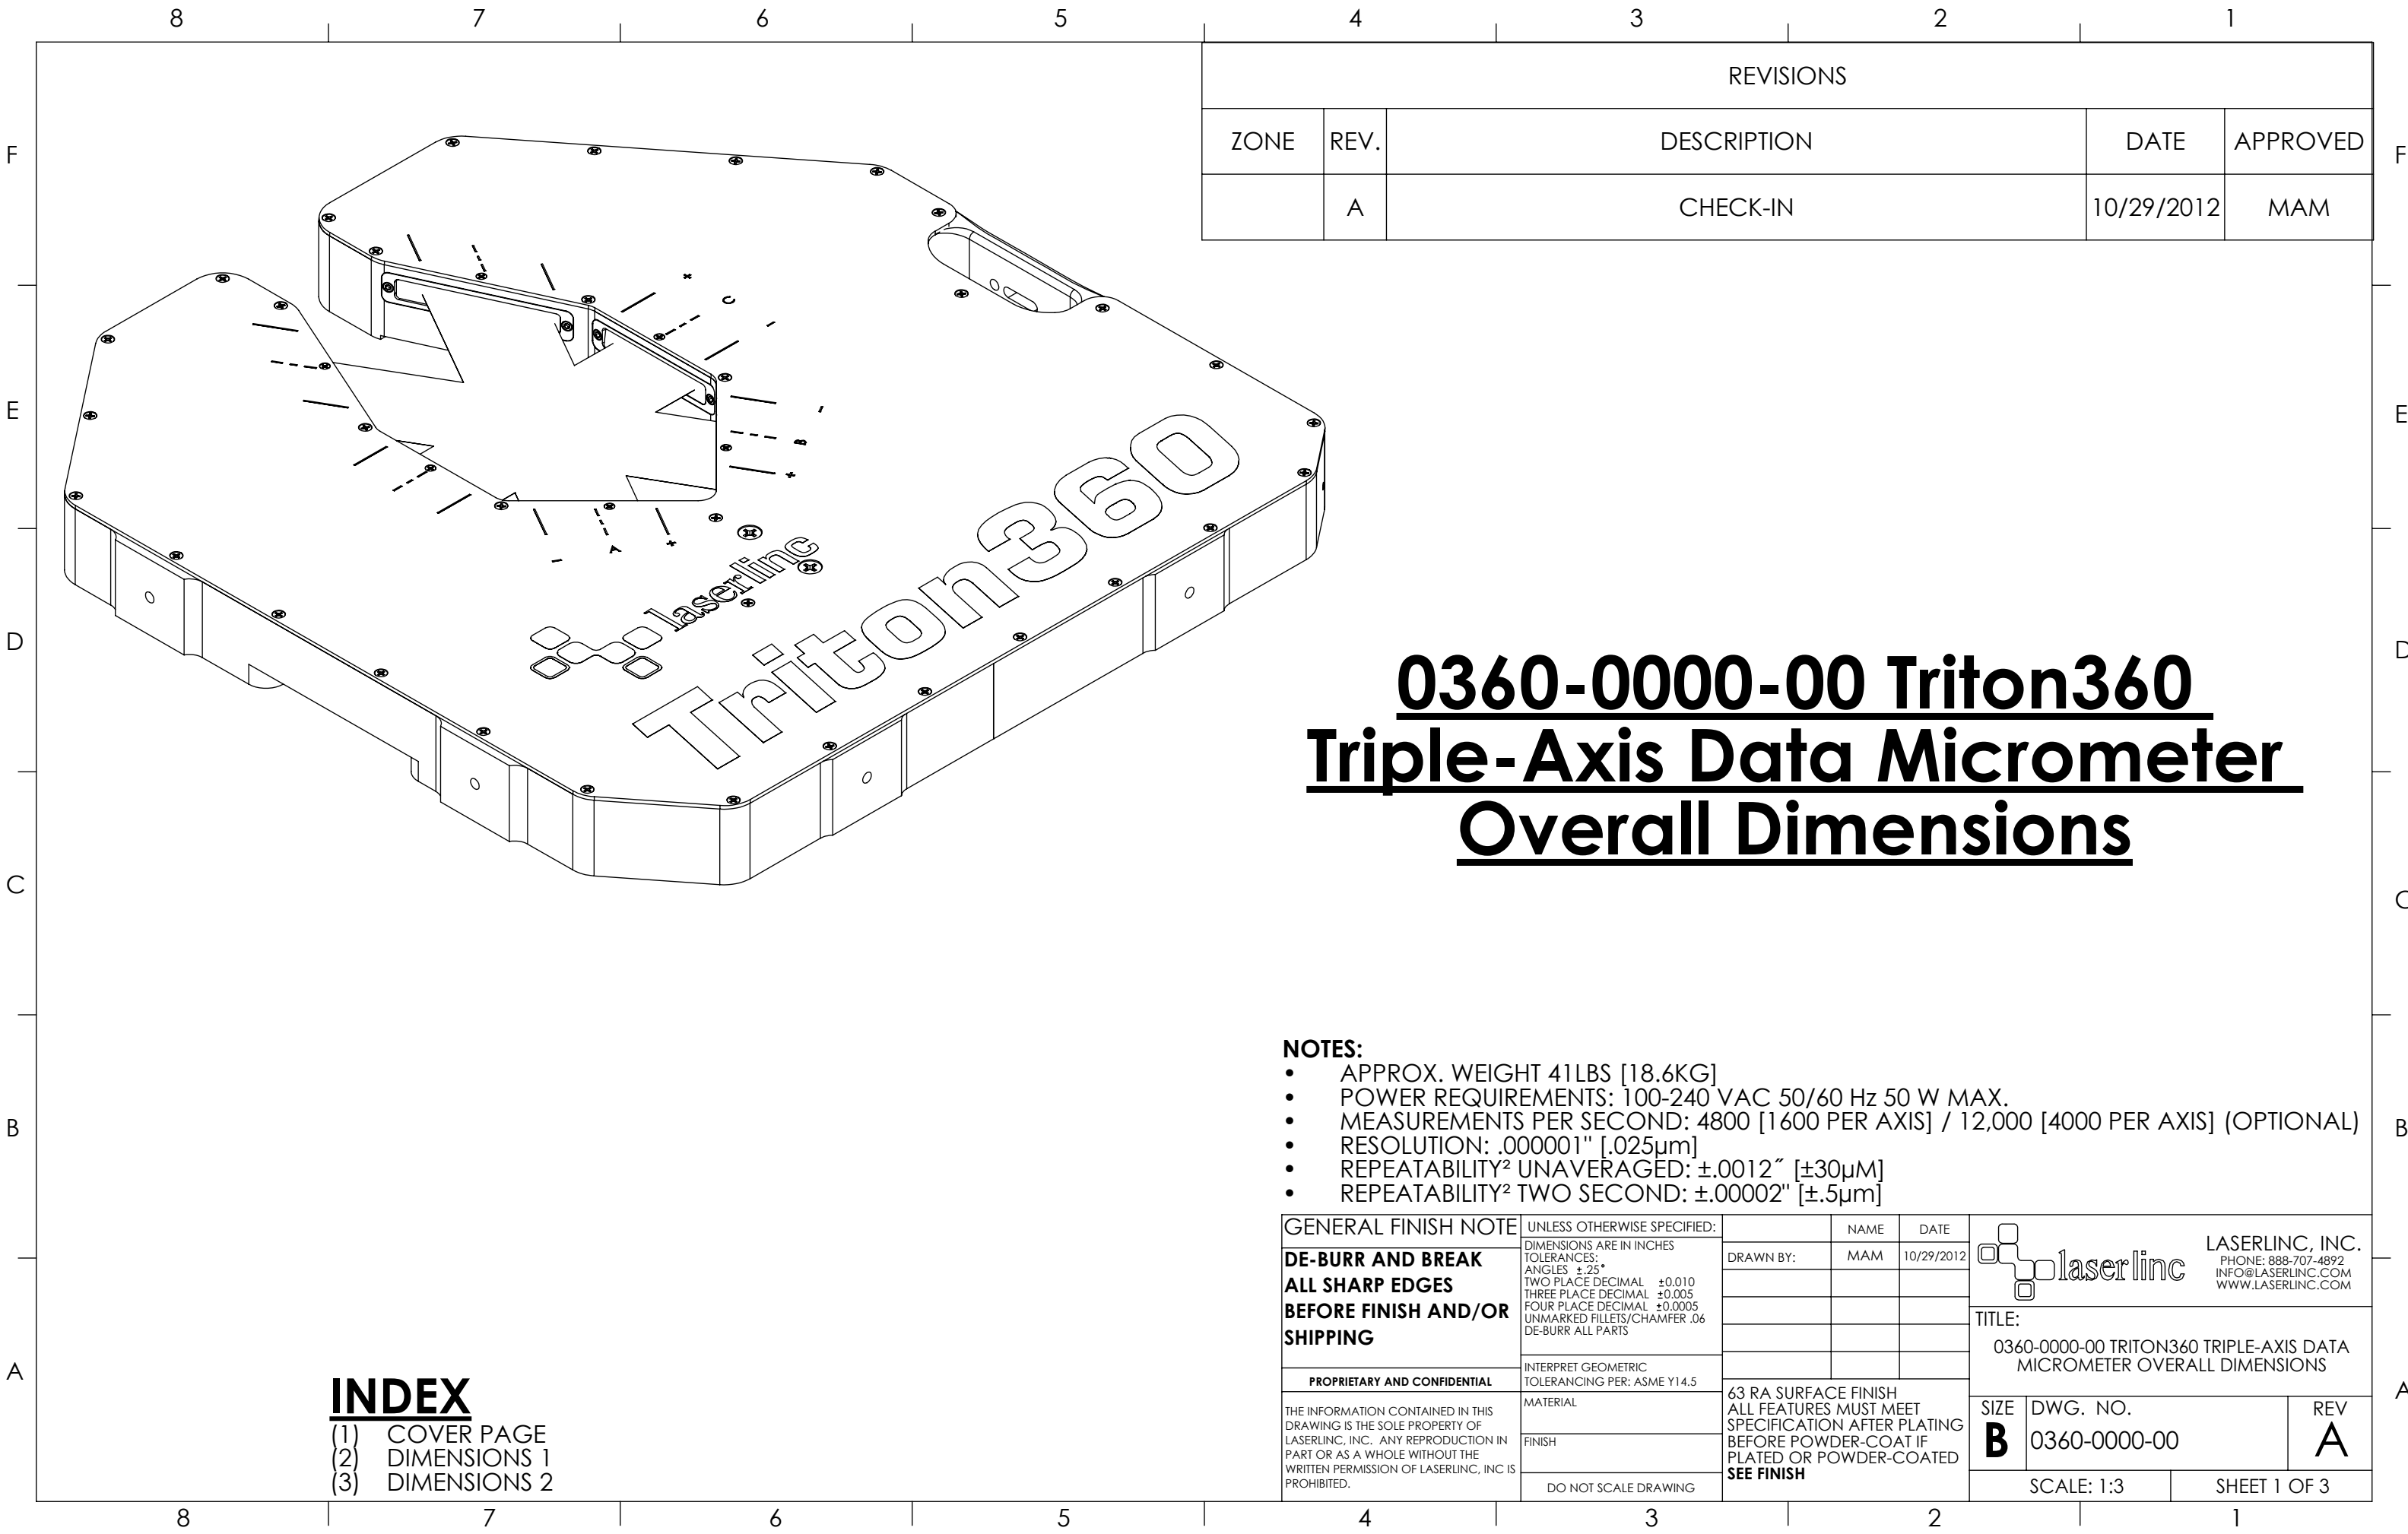 8 7 6 5 4 3 2 1
REVISIONS
ZONE REV. DESCRIPTION DATE APPROVED
A CHECK-IN 10/29/2012 MAM
F F
E E
D D
C C
B B
A A
+ C -
- B +
- A +
laserlinc
Triton360
0360-0000-00 Triton360
Triple-Axis Data Micrometer
Overall Dimensions
NOTES:
• APPROX. WEIGHT 41LBS [18.6KG]
• POWER REQUIREMENTS: 100-240 VAC 50/60 Hz 50 W MAX.
• MEASUREMENTS PER SECOND: 4800 [1600 PER AXIS] / 12,000 [4000 PER AXIS] (OPTIONAL)
• RESOLUTION: .000001" [.025µm]
• REPEATABILITY² UNAVERAGED: ±.0012˝ [±30µM]
• REPEATABILITY² TWO SECOND: ±.00002" [±.5µm]
GENERAL FINISH NOTE
DE-BURR AND BREAK
ALL SHARP EDGES
BEFORE FINISH AND/OR
SHIPPING
PROPRIETARY AND CONFIDENTIAL
THE INFORMATION CONTAINED IN THIS
DRAWING IS THE SOLE PROPERTY OF
LASERLINC, INC. ANY REPRODUCTION IN
PART OR AS A WHOLE WITHOUT THE
WRITTEN PERMISSION OF LASERLINC, INC IS
PROHIBITED.
UNLESS OTHERWISE SPECIFIED:
DIMENSIONS ARE IN INCHES
TOLERANCES:
ANGLES ±.25°
TWO PLACE DECIMAL ±0.010
THREE PLACE DECIMAL ±0.005
FOUR PLACE DECIMAL ±0.0005
UNMARKED FILLETS/CHAMFER .06
DE-BURR ALL PARTS
INTERPRET GEOMETRIC
TOLERANCING PER: ASME Y14.5
MATERIAL
FINISH
DO NOT SCALE DRAWING
NAME DATE
DRAWN BY: MAM 10/29/2012
63 RA SURFACE FINISH
ALL FEATURES MUST MEET
SPECIFICATION AFTER PLATING
BEFORE POWDER-COAT IF
PLATED OR POWDER-COATED
SEE FINISH
laserlinc
LASERLINC, INC.
PHONE: 888-707-4892
INFO@LASERLINC.COM
WWW.LASERLINC.COM
TITLE:
0360-0000-00 TRITON360 TRIPLE-AXIS DATA
MICROMETER OVERALL DIMENSIONS
SIZE DWG. NO. REV
B 0360-0000-00 A
SCALE: 1:3 SHEET 1 OF 3
INDEX
(1) COVER PAGE
(2) DIMENSIONS 1
(3) DIMENSIONS 2
8 7 6 5 4 3 2 1